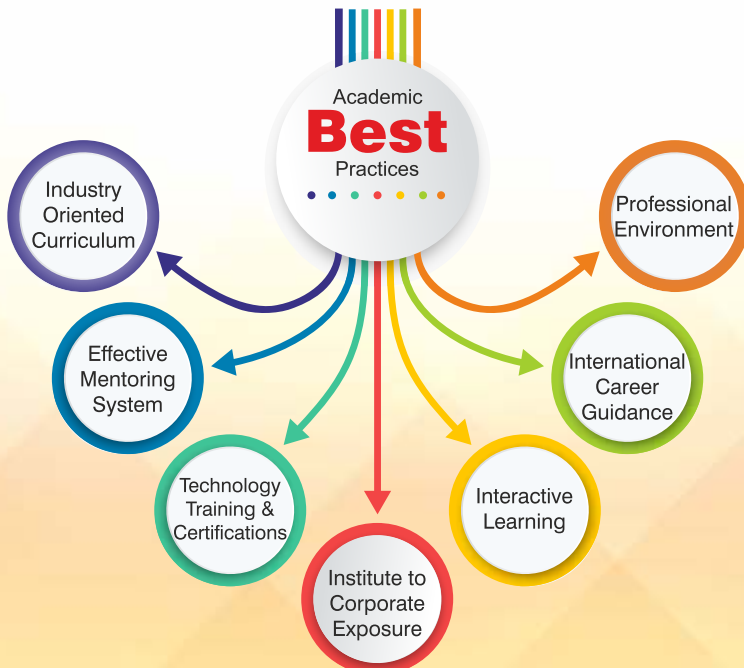 Academic
Best
Practices
Industry
Oriented
Curriculum
Effective
Mentoring
System
Technology
Training &
Certifications
Institute to
Corporate
Exposure
Interactive
Learning
International
Career
Guidance
Professional
Environment